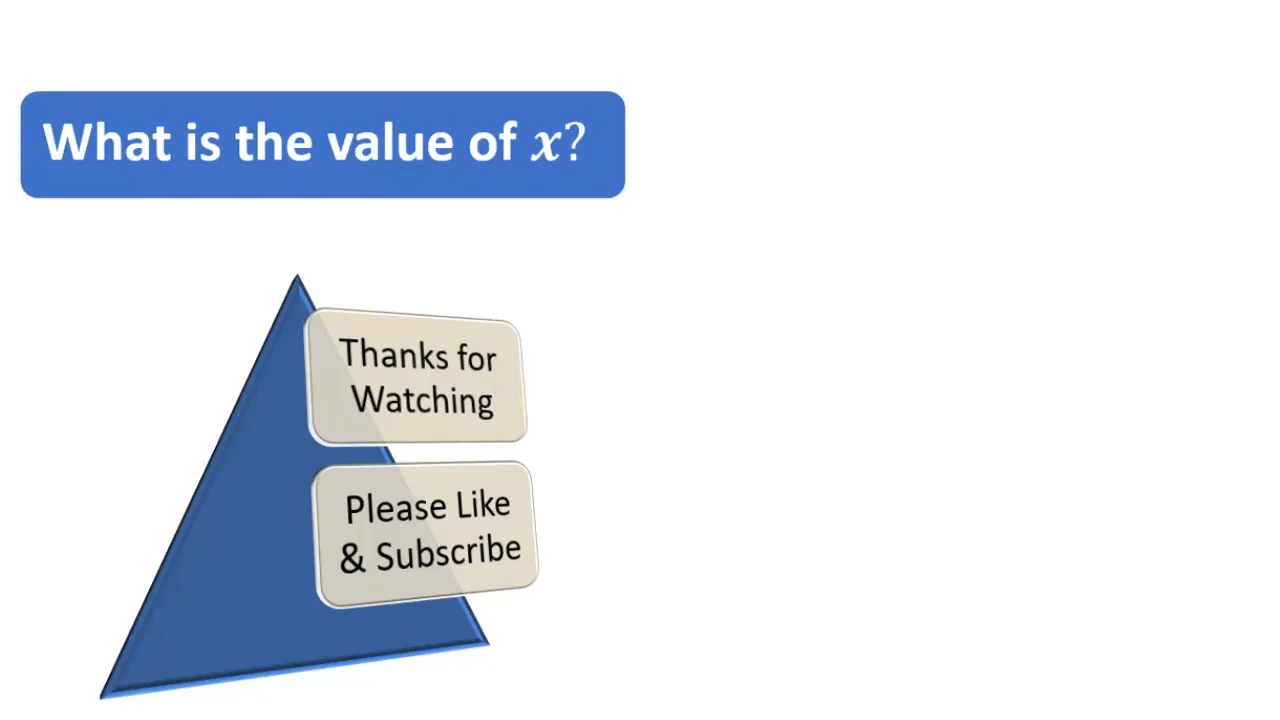 What is the value of x?
Thanks for
Watching
Please Like
& Subscribe